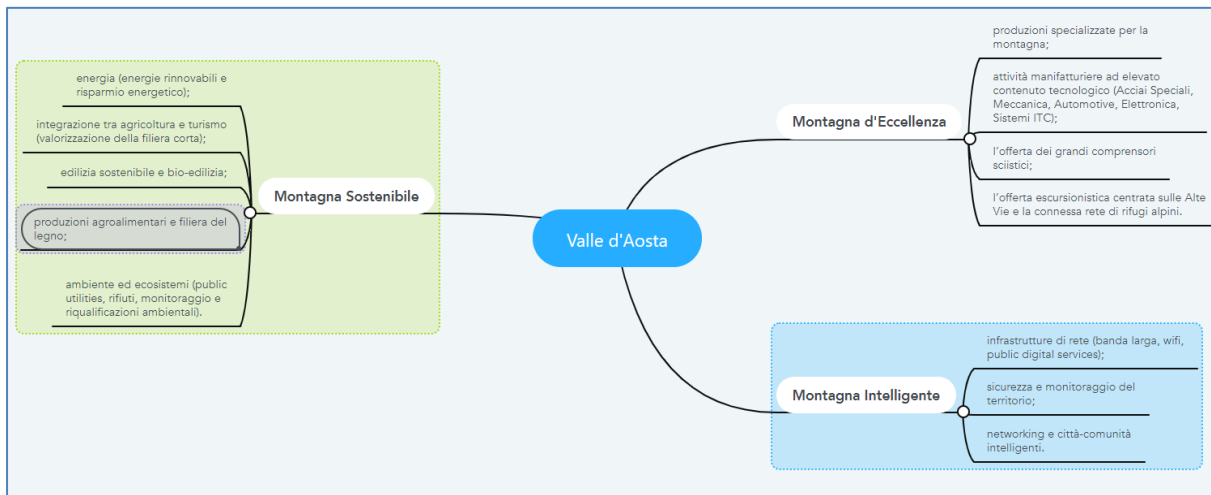 Valle d'Aosta
Montagna Sostenibile
energia (energie rinnovabili e
risparmio energetico);
integrazione tra agricoltura e turismo
(valorizzazione della filiera corta);
edilizia sostenibile e bio-edilizia;
produzioni agroalimentari e filiera del
legno;
ambiente ed ecosistemi (public
utilities, rifiuti, monitoraggio e
riqualificazioni ambientali).
Montagna d'Eccellenza
produzioni specializzate per la
montagna;
attività manifatturiere ad elevato
contenuto tecnologico (Acciai Speciali,
Meccanica, Automotive, Elettronica,
Sistemi ITC);
l'offerta dei grandi comprensori
sciistici;
l'offerta escursionistica centrata sulle Alte
Vie e la connessa rete di rifugi alpini.
Montagna Intelligente
infrastrutture di rete (banda larga, wifi,
public digital services);
sicurezza e monitoraggio del
territorio;
networking e città-comunità
intelligenti.